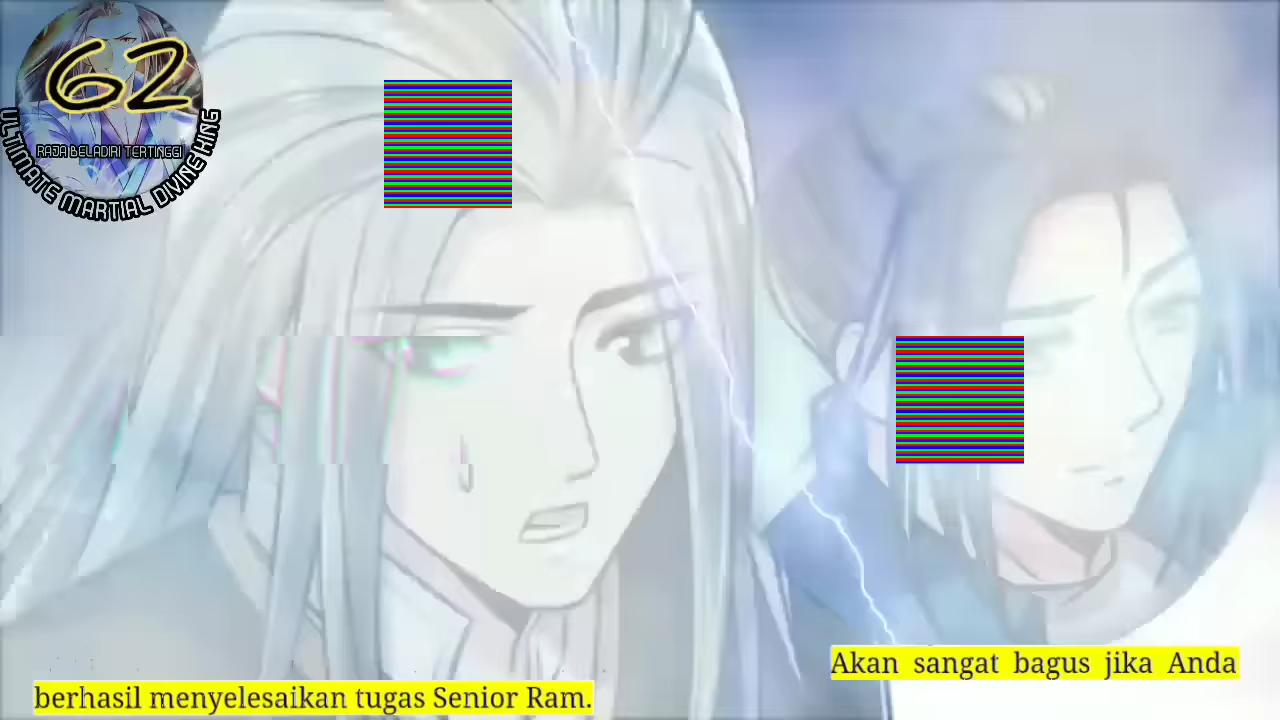 62
RAJA BELADIRI TERTINGGI
ULTIMATE MARTIAL DIVINE KING
Akan sangat bagus jika Anda
berhasil menyelesaikan tugas Senior Ram.